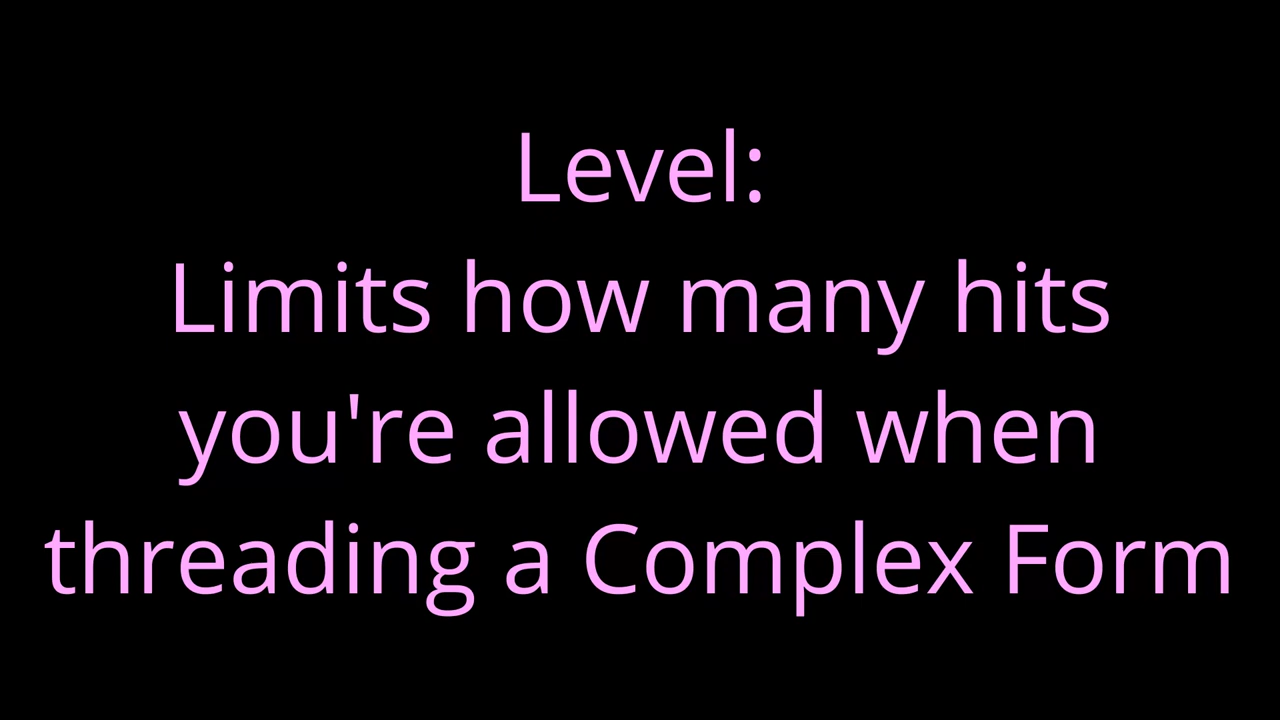 Level:
Limits how many hits
you're allowed when
threading a Complex Form